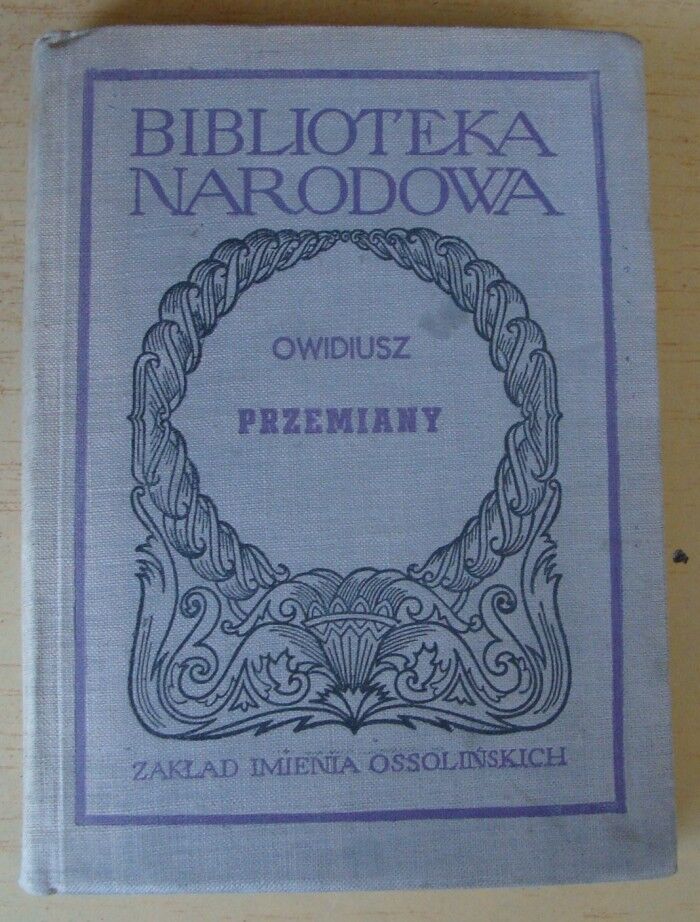 BIBLIOTEKA
NARODOWA
OWIDIUSZ
PRZEMIANY
ZAKŁAD IMIENIA OSSOLIŃSKICH